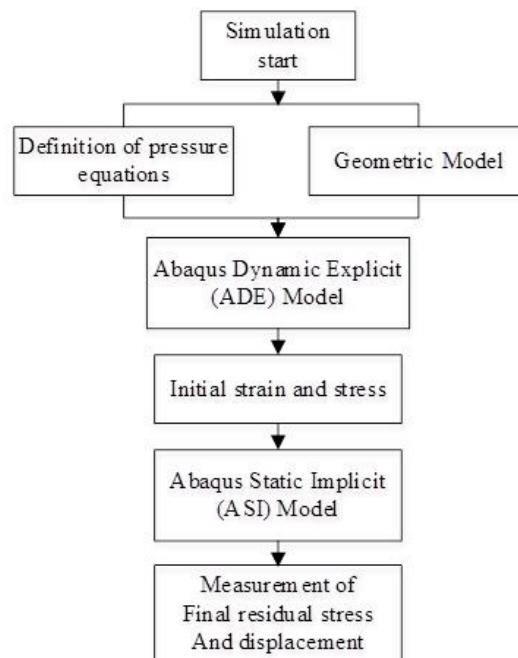 Simulation
start
Definition of pressure
equations
Geometric Model
Abaqus Dynamic Explicit
(ADE) Model
Initial strain and stress
Abaqus Static Implicit
(ASI) Model
Measurement of
Final residual stress
And displacement